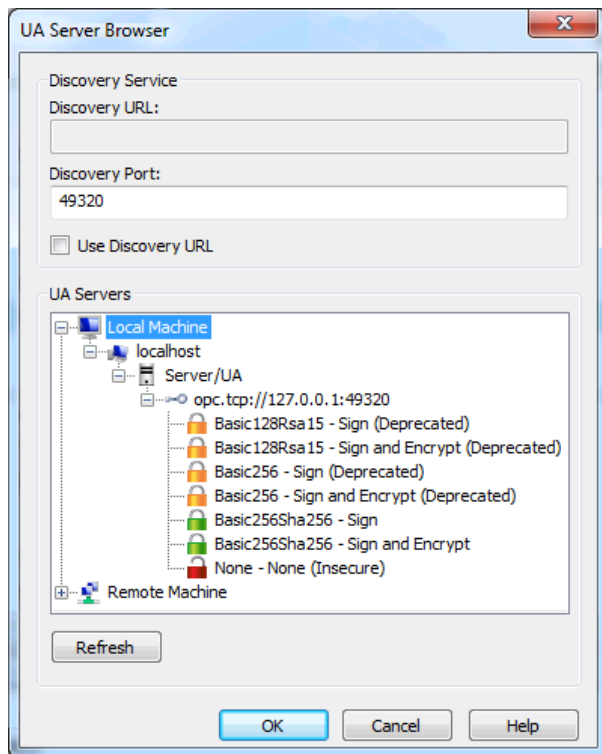 UA Server Browser
Discovery Service
Discovery URL:
Discovery Port:
49320
Use Discovery URL
UA Servers
Local Machine
localhost
Server/UA
opc.tcp://127.0.0.1:49320
Basic128Rsa15 - Sign (Deprecated)
Basic128Rsa15 - Sign and Encrypt (Deprecated)
Basic256 - Sign (Deprecated)
Basic256 - Sign and Encrypt (Deprecated)
Basic256Sha256 - Sign
Basic256Sha256 - Sign and Encrypt
None - None (Insecure)
Remote Machine
Refresh
OK Cancel Help